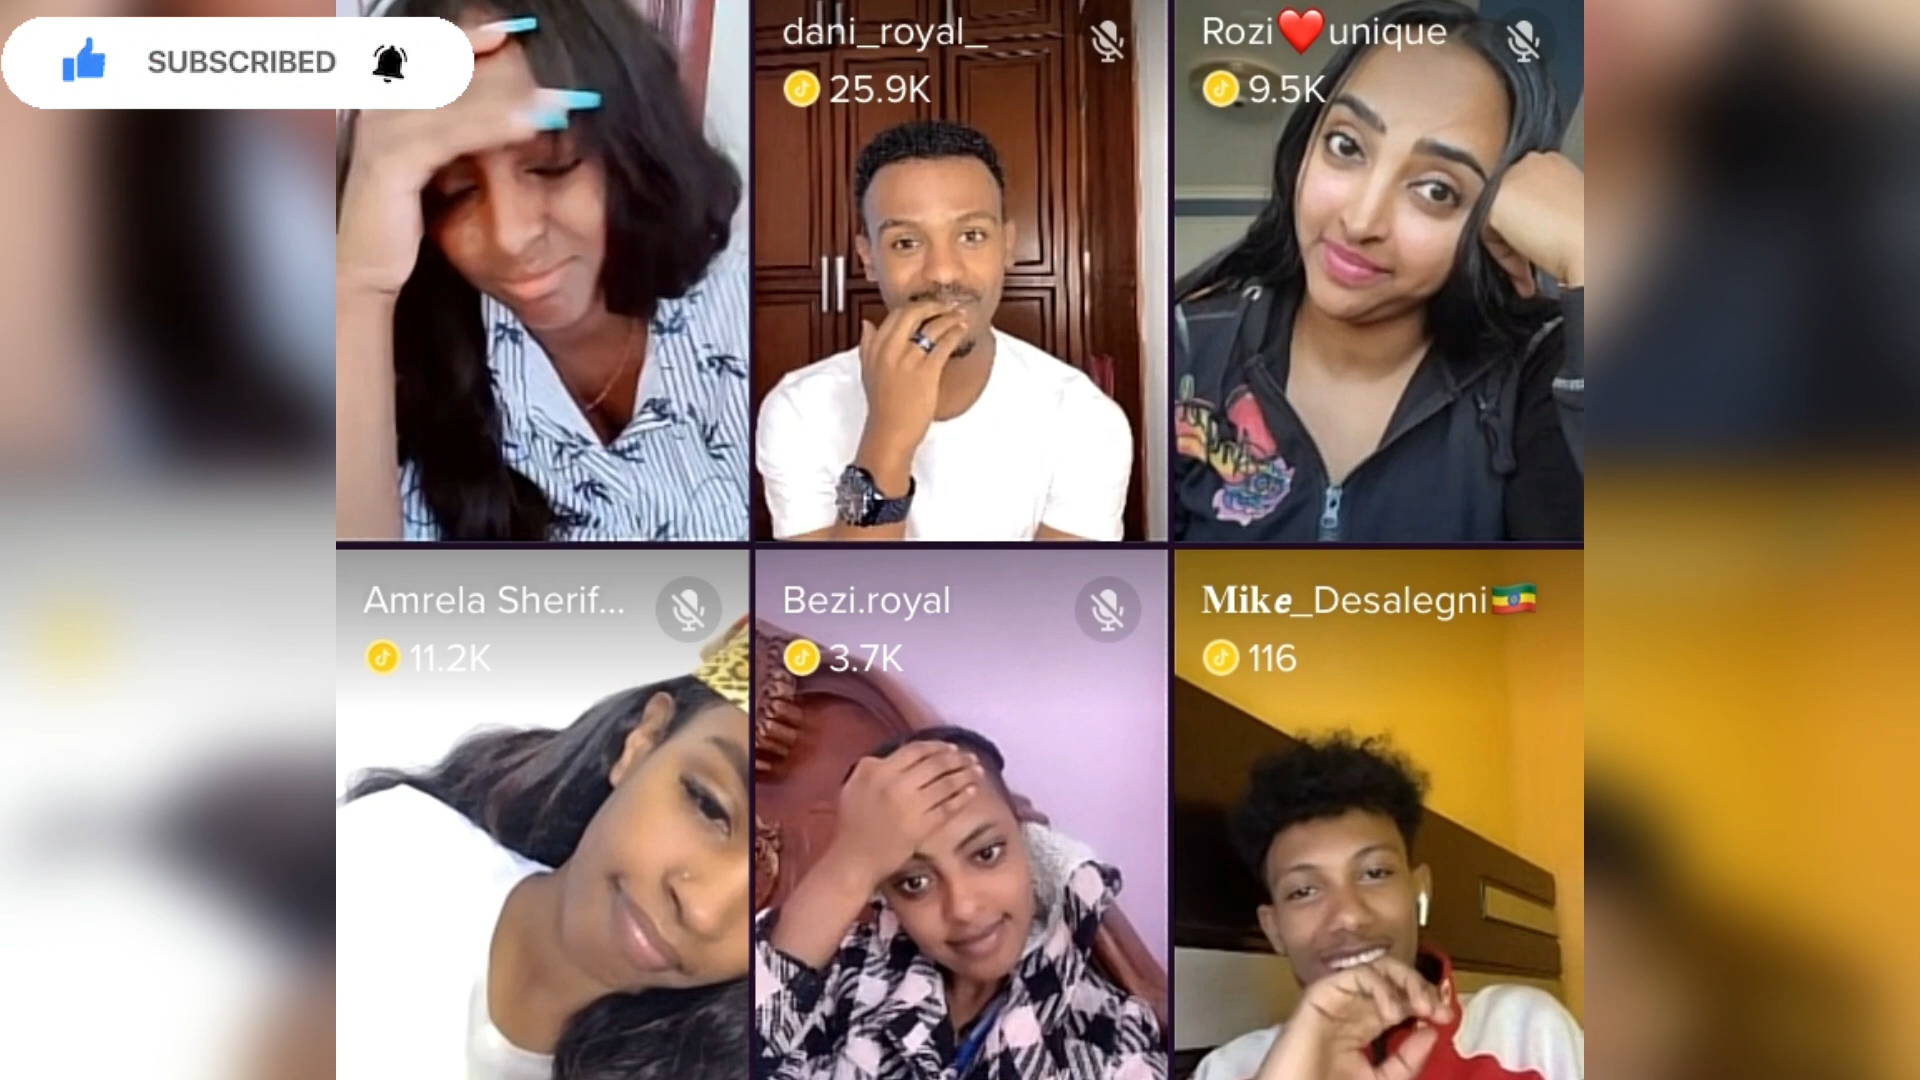 SUBSCRIBED
dani_royal_
25.9K
Rozi❤️unique
9.5K
Amrela Sherif...
11.2K
Bezi.royal
3.7K
Mike_Desalegni🇪🇹
116